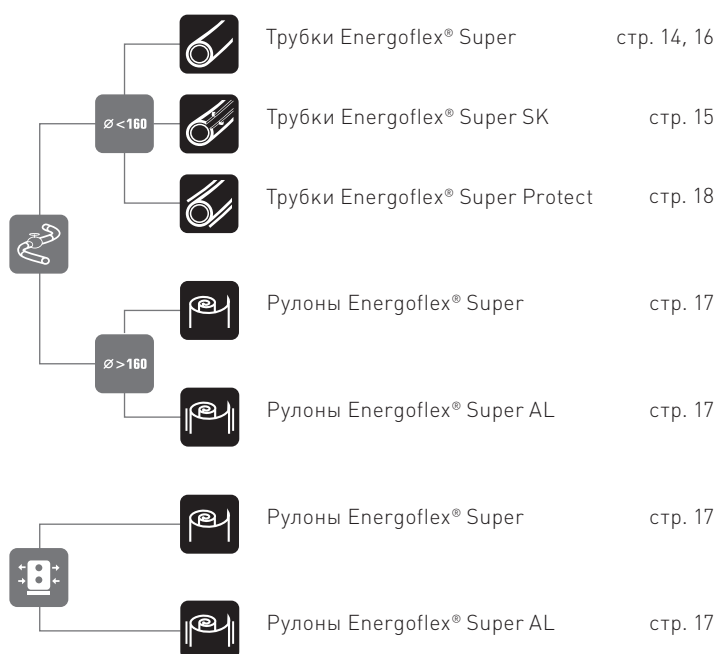 Трубки Energoflex® Super стр. 14, 16
ø<160
Трубки Energoflex® Super SK стр. 15
Трубки Energoflex® Super Protect стр. 18
Рулоны Energoflex® Super стр. 17
ø>160
Рулоны Energoflex® Super AL стр. 17
Рулоны Energoflex® Super стр. 17
Рулоны Energoflex® Super AL стр. 17